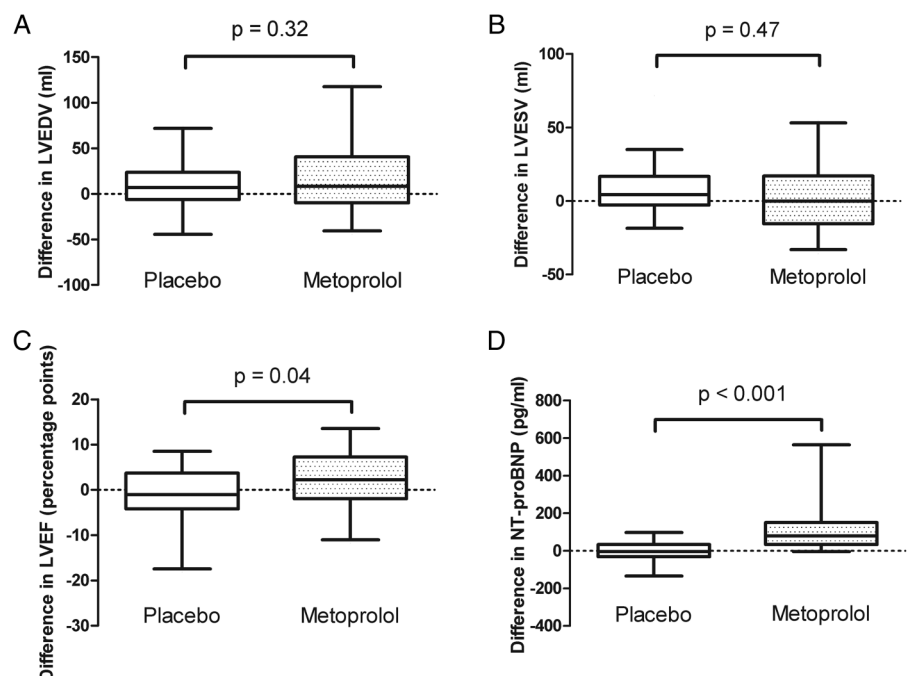 A
p = 0.32
Difference in LVEDV (ml)
150
100
50
0
-50
-100
Placebo
Metoprolol
B
p = 0.47
Difference in LVESV (ml)
100
50
0
-50
Placebo
Metoprolol
C
p = 0.04
Difference in LVEF (percentage points)
20
10
0
-10
-20
-30
Placebo
Metoprolol
D
p < 0.001
Difference in NT-proBNP (pg/ml)
800
600
400
200
0
-200
-400
Placebo
Metoprolol